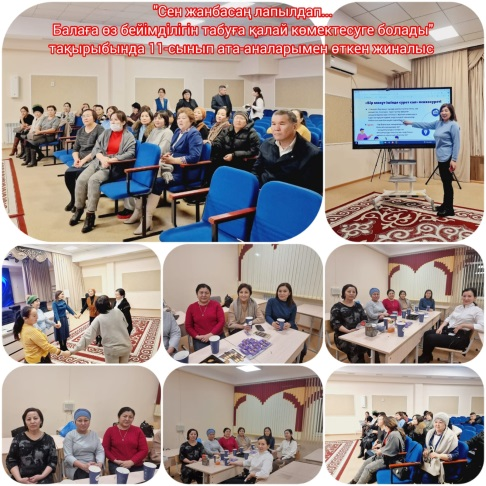 "Сен жанбасаң лапылдап...
Балаға өз бейімділігін табуға қалай көмектесуге болады"
тақырыбында 11-сынып ата-аналарымен өткен жиналыс